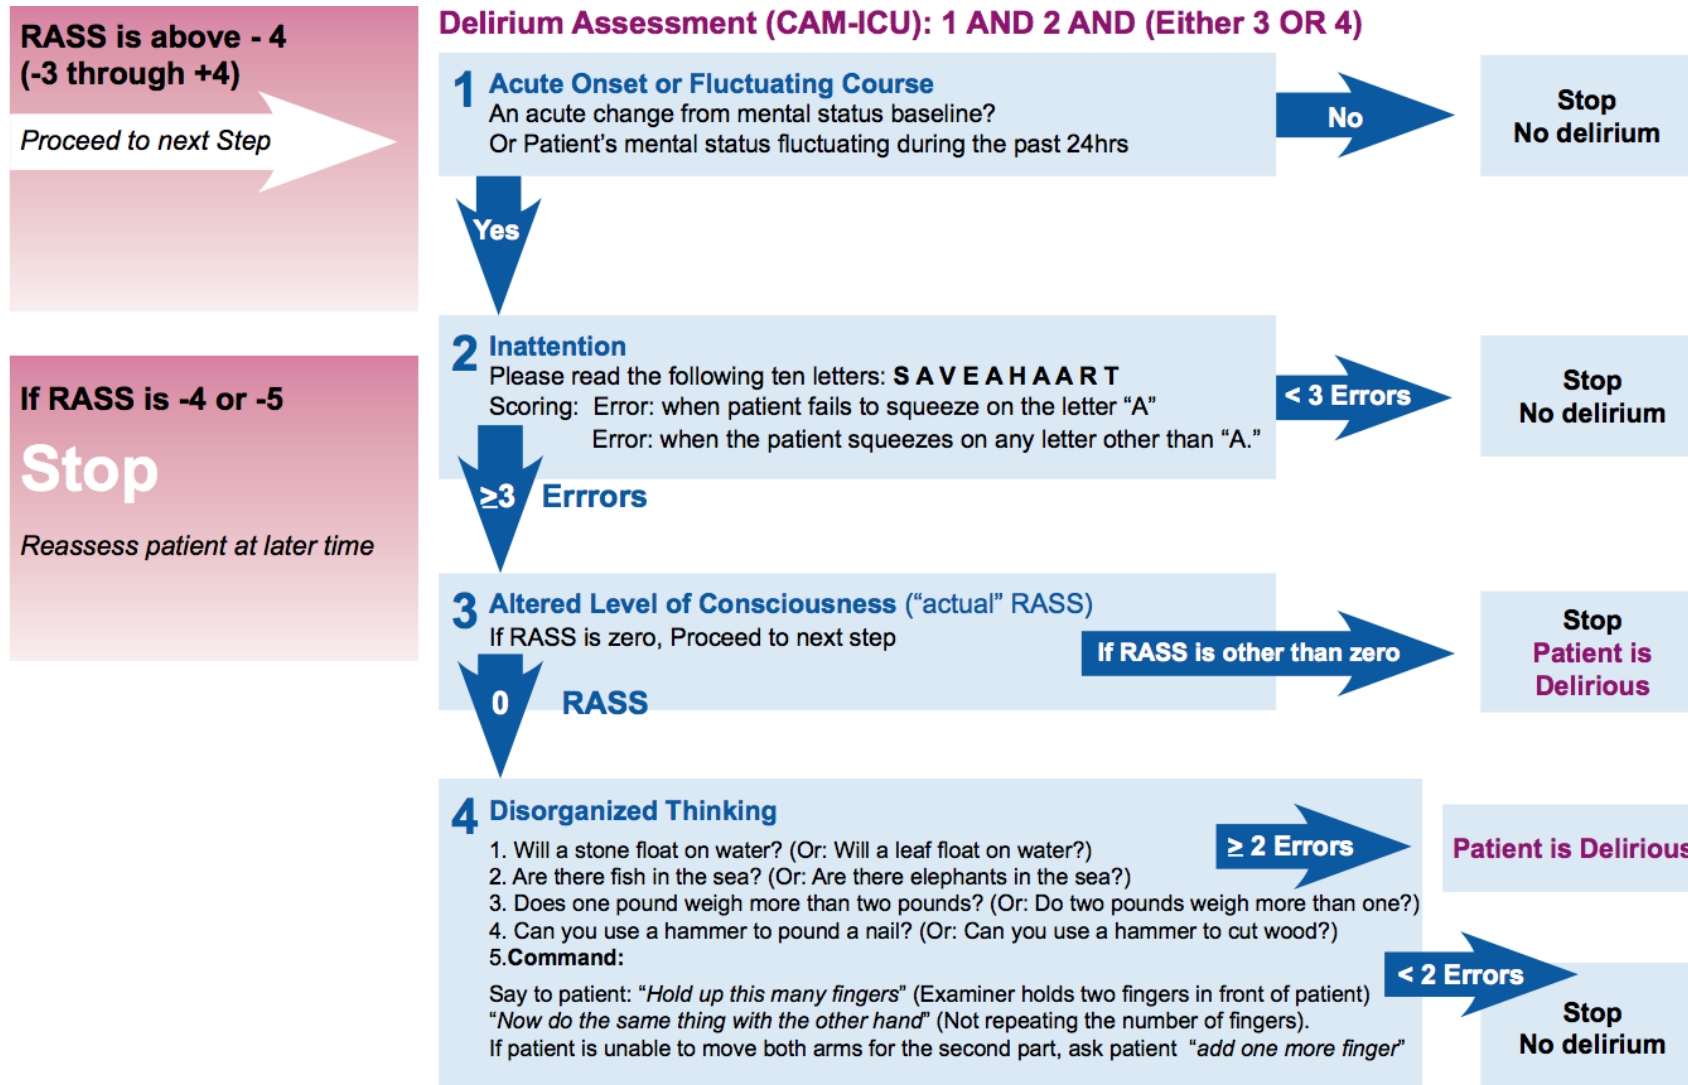 RASS is above - 4
(-3 through +4)
Proceed to next Step
If RASS is -4 or -5
Stop
Reassess patient at later time
Delirium Assessment (CAM-ICU): 1 AND 2 AND (Either 3 OR 4)
1 Acute Onset or Fluctuating Course
An acute change from mental status baseline?
Or Patient’s mental status fluctuating during the past 24hrs
No
Stop
No delirium
Yes
2 Inattention
Please read the following ten letters: S A V E A H A A R T
Scoring: Error: when patient fails to squeeze on the letter “A”
Error: when the patient squeezes on any letter other than “A.”
< 3 Errors
Stop
No delirium
≥3 Errrors
3 Altered Level of Consciousness (“actual” RASS)
If RASS is zero, Proceed to next step
If RASS is other than zero
Stop
Patient is
Delirious
0 RASS
4 Disorganized Thinking
1. Will a stone float on water? (Or: Will a leaf float on water?)
2. Are there fish in the sea? (Or: Are there elephants in the sea?)
3. Does one pound weigh more than two pounds? (Or: Do two pounds weigh more than one?)
4. Can you use a hammer to pound a nail? (Or: Can you use a hammer to cut wood?)
5.Command:
Say to patient: “Hold up this many fingers” (Examiner holds two fingers in front of patient)
“Now do the same thing with the other hand” (Not repeating the number of fingers).
If patient is unable to move both arms for the second part, ask patient “add one more finger”
≥ 2 Errors
Patient is Delirious
< 2 Errors
Stop
No delirium